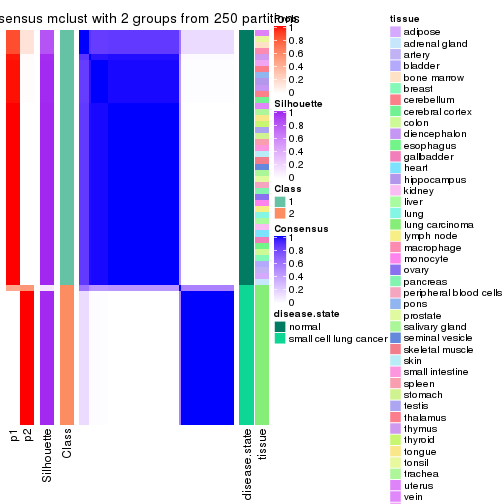 sensus mclust with 2 groups from 250 partitions
1
0.8
0.6
0.4
0.2
0
Silhouette
1
0.8
0.6
0.4
0.2
0
Class
1
2
Consensus
1
0.8
0.6
0.4
0.2
0
disease.state
normal
small cell lung cancer
tissue
adipose
adrenal gland
artery
bladder
bone marrow
breast
cerebellum
cerebral cortex
colon
diencephalon
esophagus
gallbadder
heart
hippocampus
kidney
liver
lung
lung carcinoma
lymph node
macrophage
monocyte
ovary
pancreas
peripheral blood cells
pons
prostate
salivary gland
seminal vesicle
skeletal muscle
skin
small intestine
spleen
stomach
testis
thalamus
thymus
thyroid
tongue
tonsil
trachea
uterus
vein
p1
p2
Silhouette
Class
disease.state
tissue